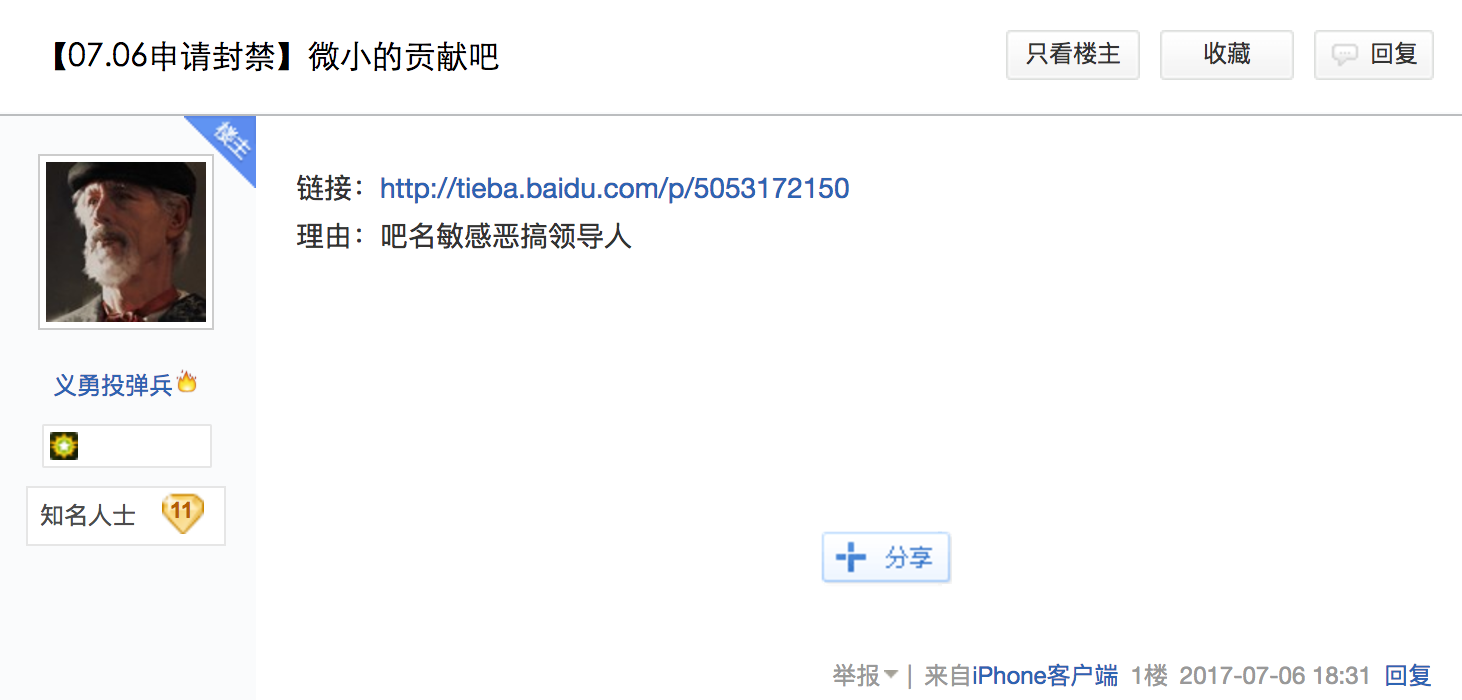 【07.06申请封禁】微小的贡献吧
只看楼主
收藏
回复
楼主
链接：http://tieba.baidu.com/p/5053172150
理由：吧名敏感恶搞领导人
义勇投弹兵
知名人士 11
分享
举报 | 来自iPhone客户端 1楼 2017-07-06 18:31 回复